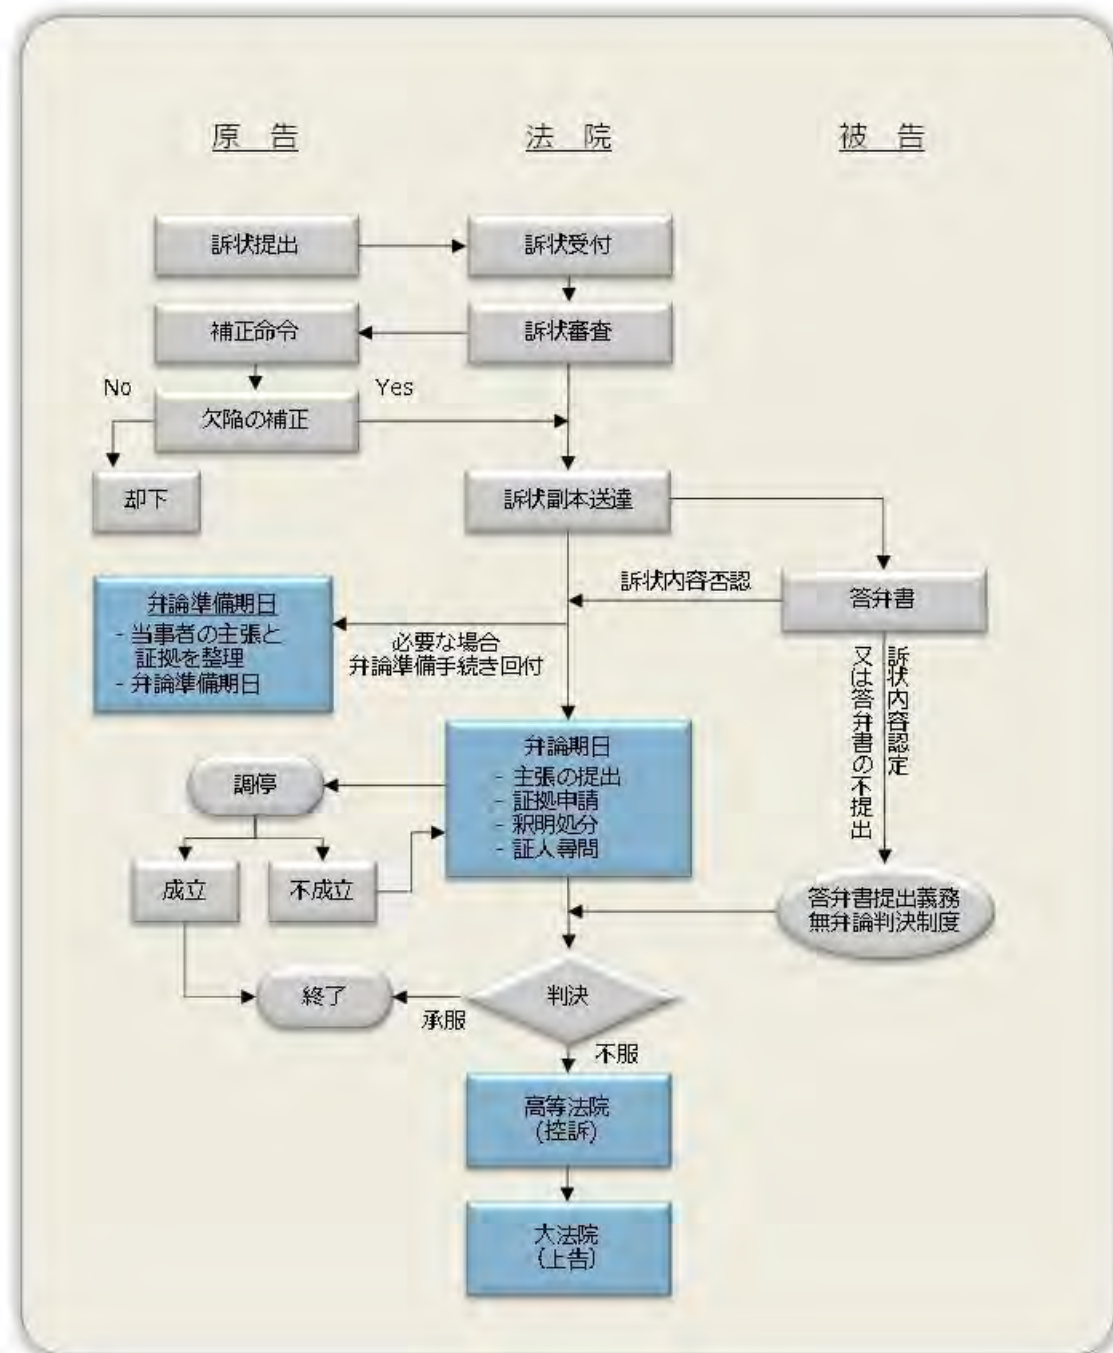 原 告
法 院
被 告
訴状提出
訴状受付
補正命令
訴状審査
No
Yes
欠陥の補正
却下
訴状副本送達
訴状内容否認
答弁書
弁論準備期日
- 当事者の主張と
証拠を整理
- 弁論準備期日
必要な場合
弁論準備手続き回付
訴状内容認定
又は答弁書の不提出
弁論期日
- 主張の提出
- 証拠申請
- 釈明処分
- 証人尋問
調停
成立
不成立
答弁書提出義務
無弁論判決制度
終了
承服
判決
不服
高等法院
(控訴)
大法院
(上告)